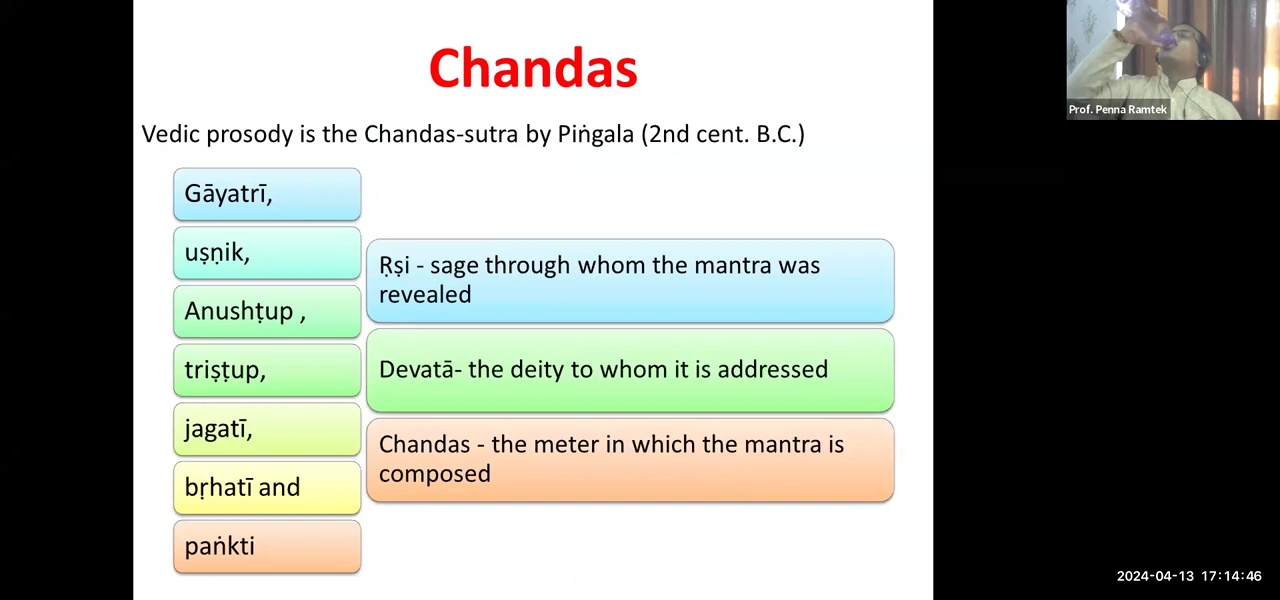 Chandas
Vedic prosody is the Chandas-sutra by Piṅgala (2nd cent. B.C.)
Gāyatrī,
uṣṇik,
Anushṭup ,
triṣṭup,
jagatī,
bṛhatī and
paṅkti
Ṛṣi - sage through whom the mantra was
revealed
Devatā- the deity to whom it is addressed
Chandas - the meter in which the mantra is
composed
Prof. Penna Ramtek
2024-04-13 17:14:46